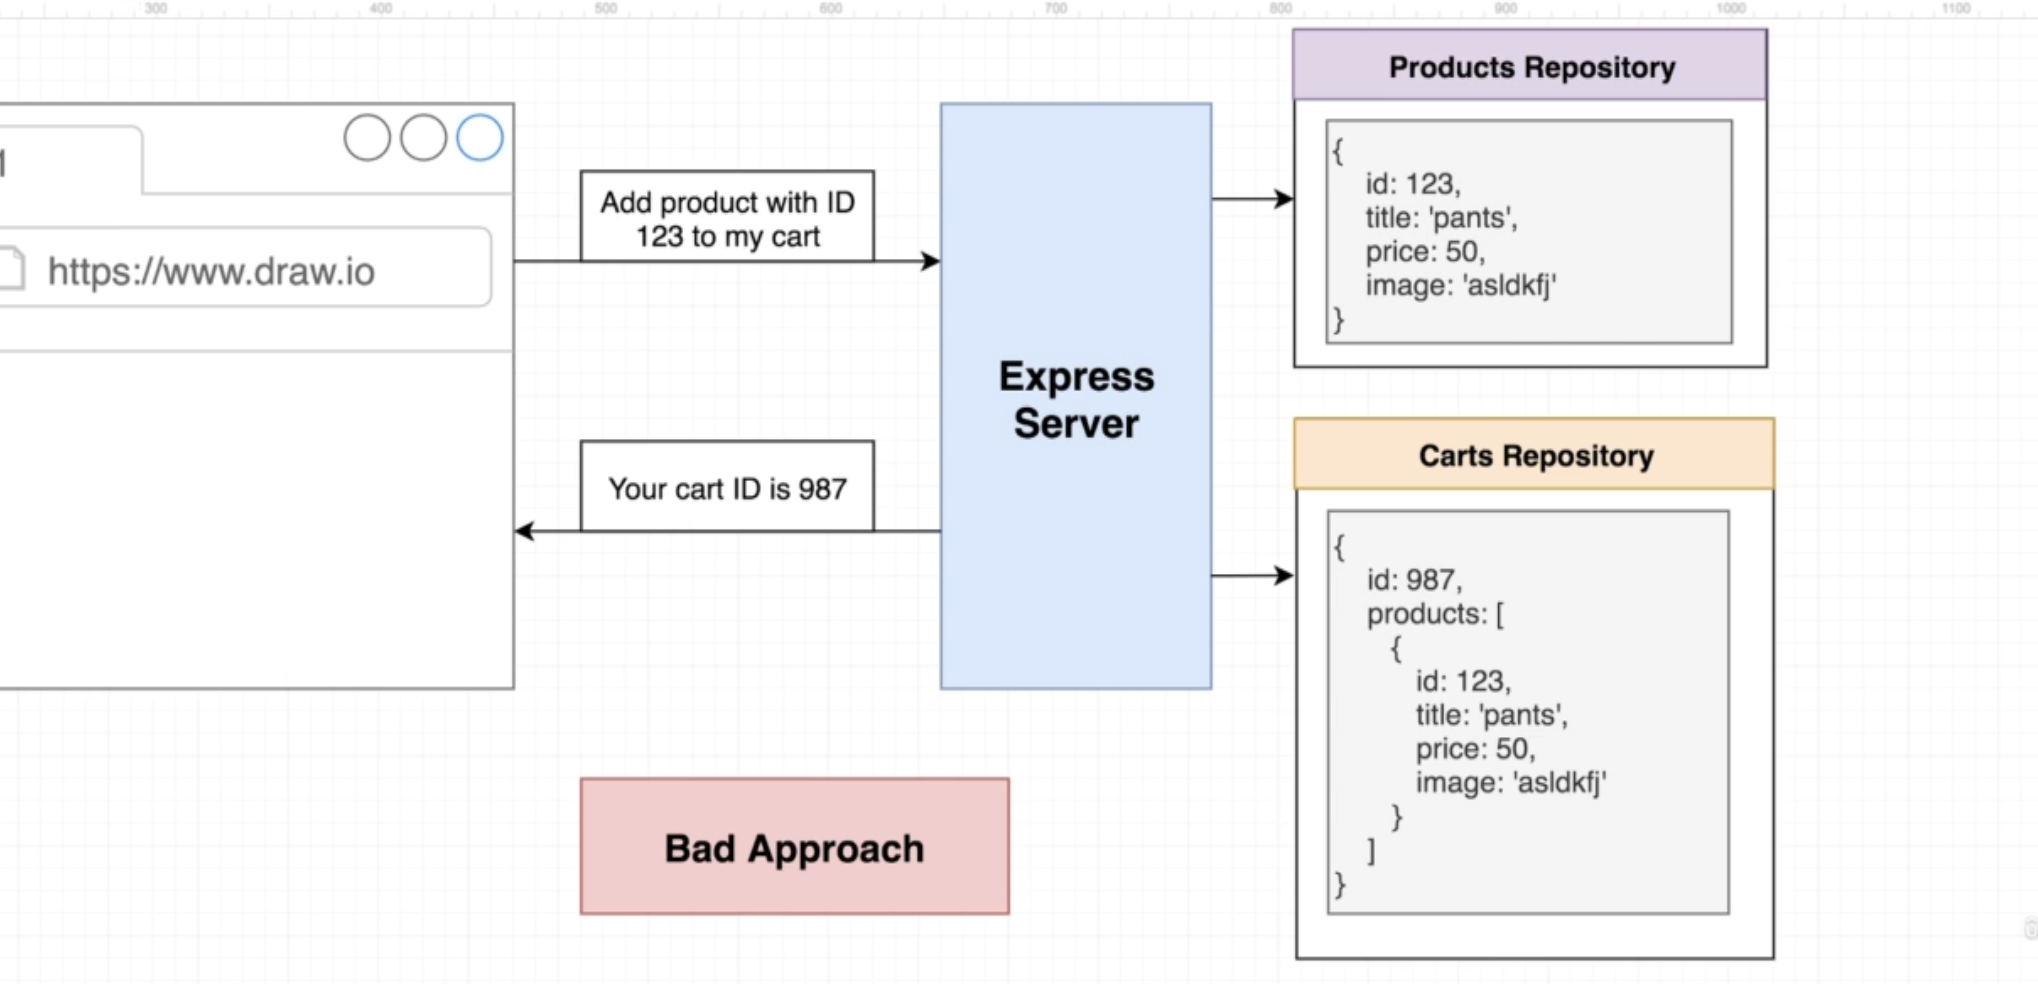 300 400 500 600 700 800 900 1000 1100
https://www.draw.io
Add product with ID
123 to my cart
Your cart ID is 987
Express
Server
Bad Approach
Products Repository
{
id: 123,
title: 'pants',
price: 50,
image: 'asldkfj'
}
Carts Repository
{
id: 987,
products: [
{
id: 123,
title: 'pants',
price: 50,
image: 'asldkfj'
}
]
}